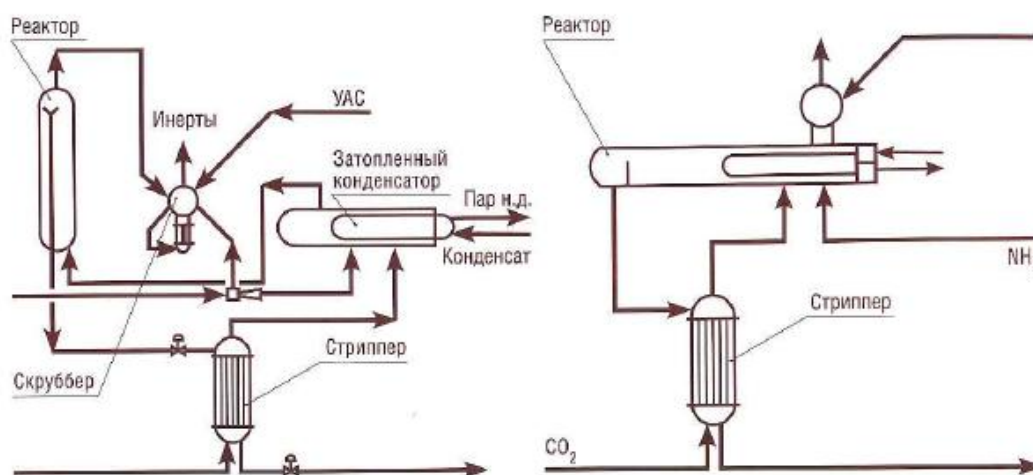 Реактор
УАС
Инерты
Затопленный
конденсатор
Пар н.д.
Конденсат
Стриппер
Скруббер
Реактор
NH
Стриппер
CO₂